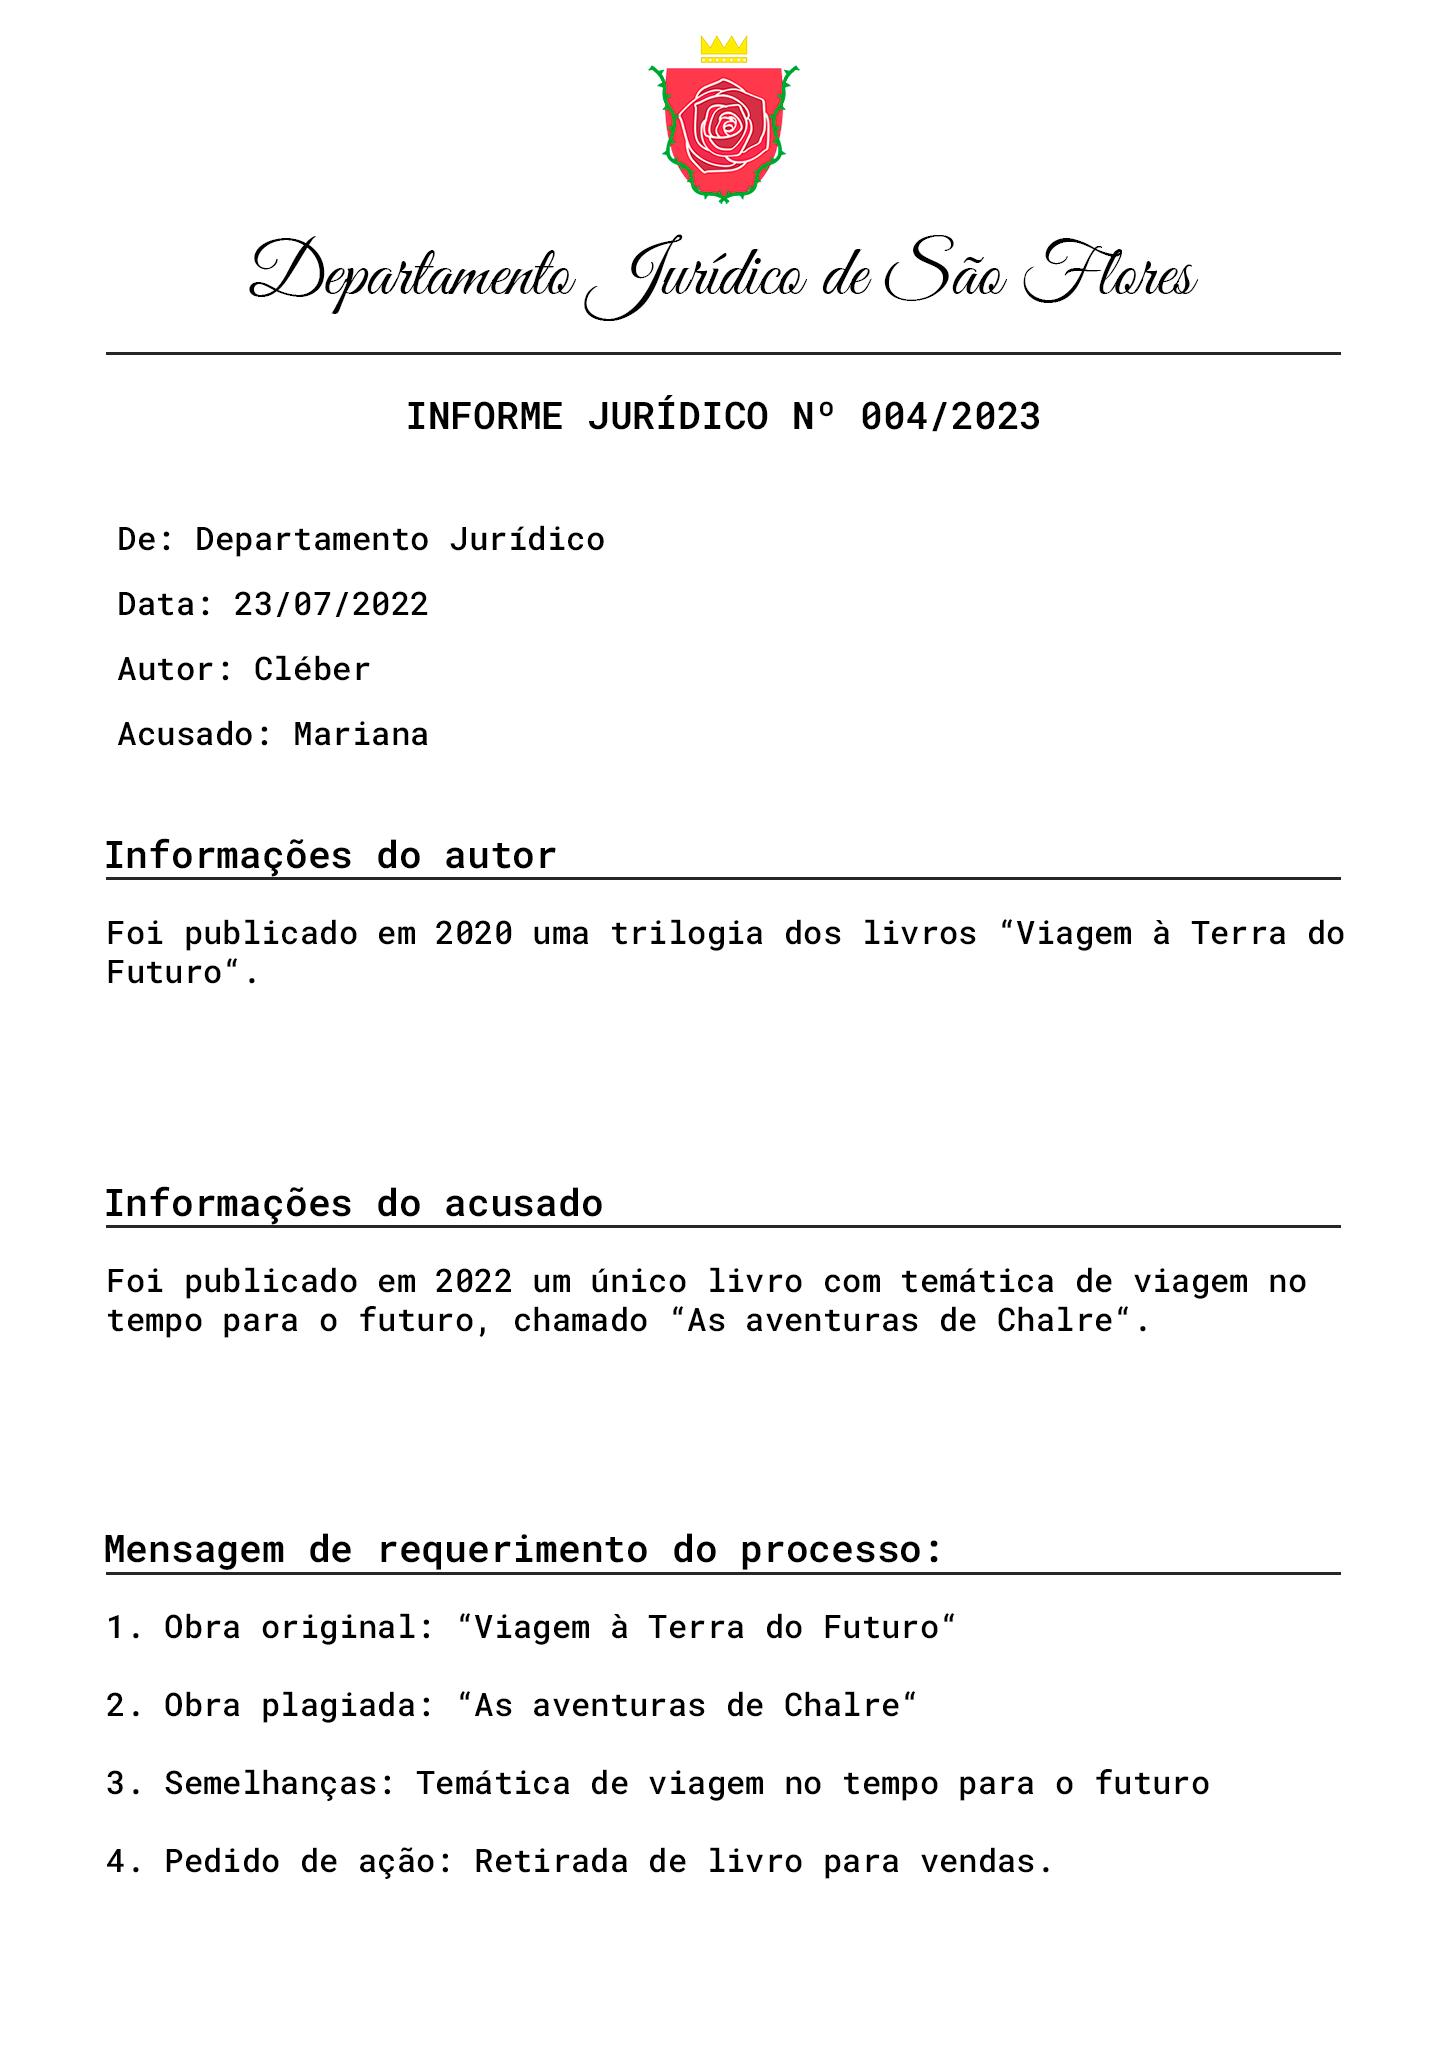 Departamento Jurídico de São Flores
INFORME JURÍDICO Nº 004/2023
De: Departamento Jurídico
Data: 23/07/2022
Autor: Cléber
Acusado: Mariana
Informações do autor
Foi publicado em 2020 uma trilogia dos livros “Viagem à Terra do
Futuro“.
Informações do acusado
Foi publicado em 2022 um único livro com temática de viagem no
tempo para o futuro, chamado “As aventuras de Chalre“.
Mensagem de requerimento do processo:
1. Obra original: “Viagem à Terra do Futuro“
2. Obra plagiada: “As aventuras de Chalre“
3. Semelhanças: Temática de viagem no tempo para o futuro
4. Pedido de ação: Retirada de livro para vendas.